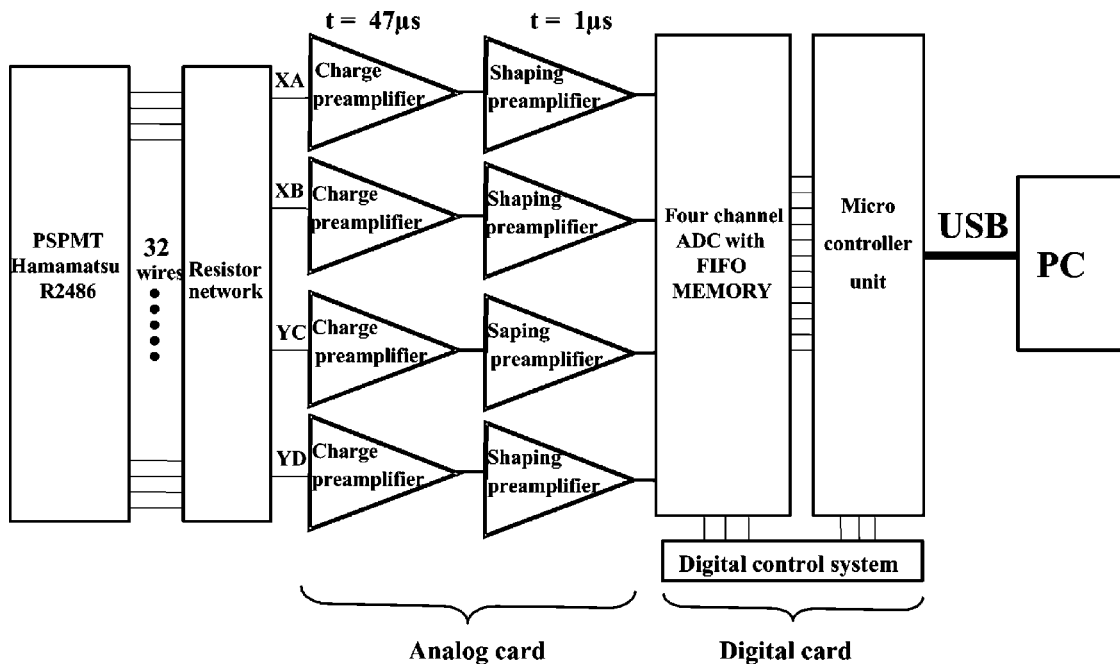 t = 47µs
t = 1µs
PSPMT
Hamamatsu
R2486
32
wires
Resistor
network
XA
Charge
preamplifier
Shaping
preamplifier
XB
Charge
preamplifier
Shaping
preamplifier
YC
Charge
preamplifier
Saping
preamplifier
YD
Charge
preamplifier
Shaping
preamplifier
Four channel
ADC with
FIFO
MEMORY
Micro
controller
unit
USB
PC
Digital control system
Analog card
Digital card